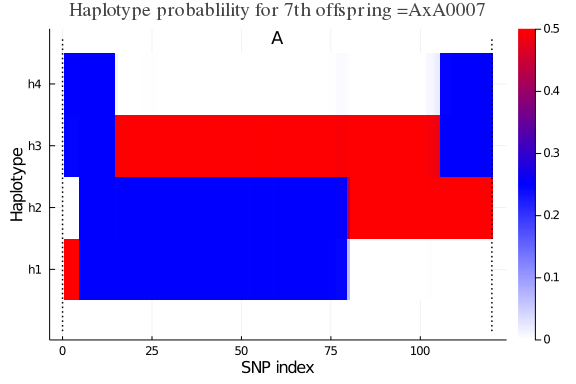 Haplotype probablility for 7th offspring =AxA0007
A
0.5
h4
0.4
h3
0.3
Haplotype
h2
0.2
h1
0.1
0
0 25 50 75 100
SNP index